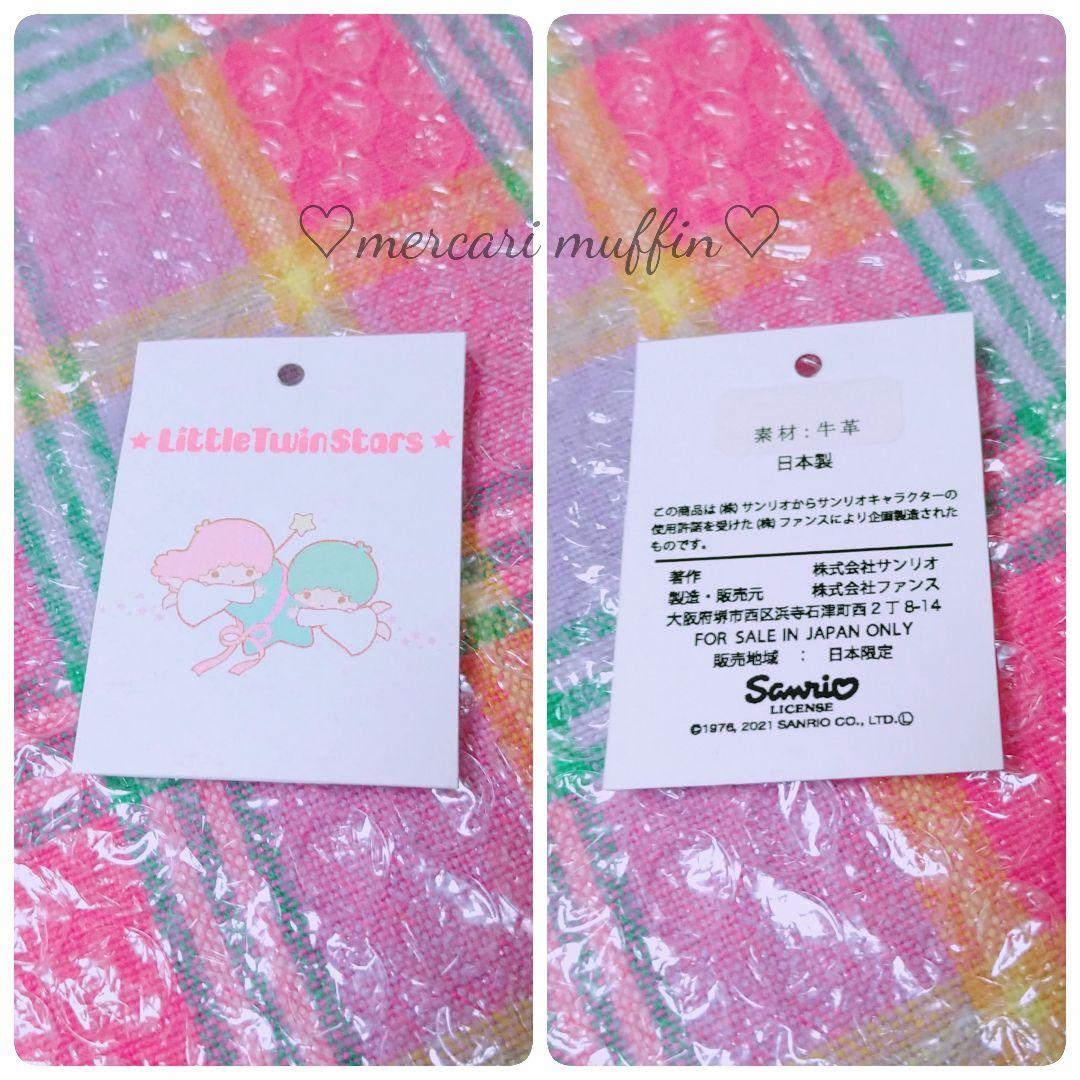 ♡mercari muffin♡
★LittleTwinStars★
素材：牛革
日本製
この商品は（株）サンリオからサンリオキャラクターの
使用許諾を受けた（株）ファンスにより企画製造された
ものです。
著作 株式会社サンリオ
製造・販売元 株式会社ファンス
大阪府堺市西区浜寺石津町西２丁8-14
FOR SALE IN JAPAN ONLY
販売地域 ： 日本限定
Sanrio
LICENSE
©1976, 2021 SANRIO CO., LTD.Ⓛ